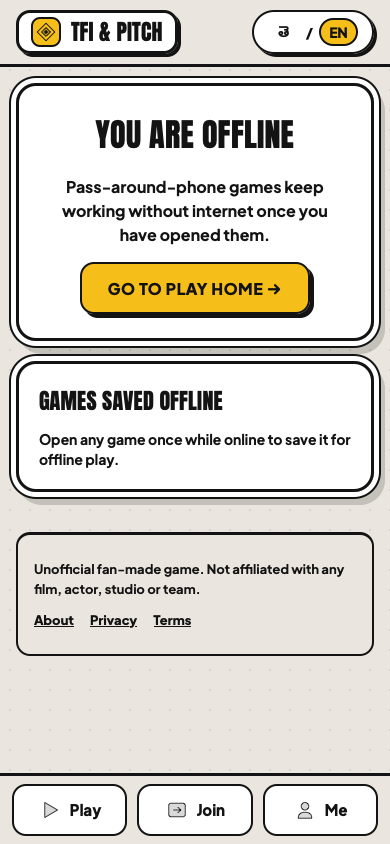 TFI & PITCH
తె / EN
YOU ARE OFFLINE
Pass-around-phone games keep
working without internet once you
have opened them.
GO TO PLAY HOME →
GAMES SAVED OFFLINE
Open any game once while online to save it for
offline play.
Unofficial fan-made game. Not affiliated with any
film, actor, studio or team.
About Privacy Terms
Play Join Me